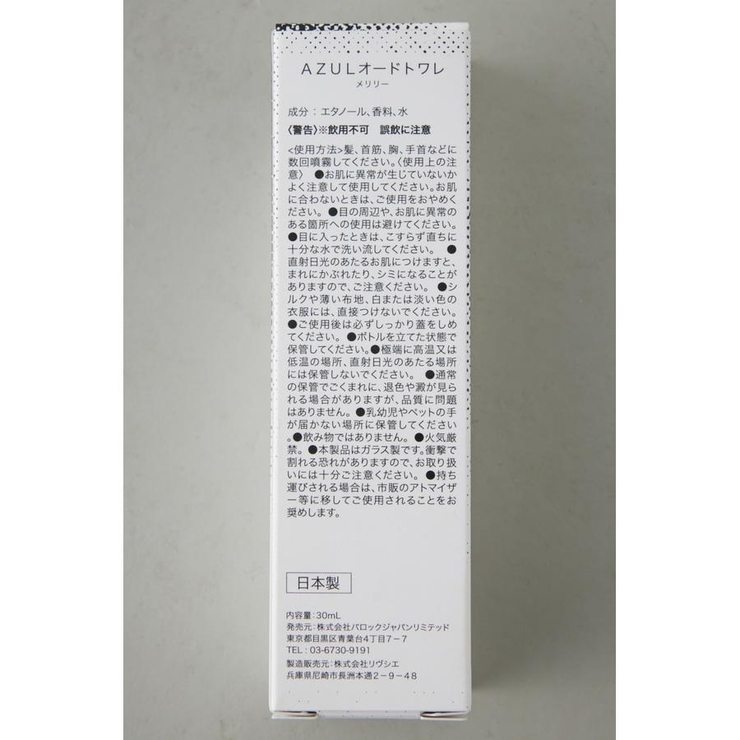 AZULオードトワレ
メリリー
成分：エタノール、香料、水
〈警告〉※飲用不可　誤飲に注意
<使用方法>髪、首筋、胸、手首などに
数回噴霧してください。〈使用上の注
意〉 ●お肌に異常が生じていないか
よく注意して使用してください。お肌
に合わないときは、ご使用をおやめく
ださい。●目の周辺や、お肌に異常の
ある箇所への使用は避けてください。
●目に入ったときは、こすらず直ちに
十分な水で洗い流してください。 ●
直射日光のあたるお肌につけますと、
まれにかぶれたり、シミになることが
ありますので、ご注意ください。 ●シ
ルクや薄い布地、白または淡い色の
衣服には、直接つけないでください。
●ご使用後は必ずしっかり蓋をしめ
てください。●ボトルを立てた状態で
保管してください。●極端に高温又は
低温の場所、直射日光のあたる場所
には保管しないでください。 ●通常
の保管でごくまれに、退色や澱が見ら
れる場合がありますが、品質に問題
はありません。●乳幼児やペットの手
が届かない場所に保管してください
。●飲み物ではありません。●火気厳
禁。●本製品はガラス製です。衝撃で
割れる恐れがありますので、お取り扱
いには十分ご注意ください。 ●持ち
運びされる場合は、市販のアトマイザ
ー等に移してご使用されることをお
奨めします。
日本製
内容量：30mL
発売元：株式会社バロックジャパンリミテッド
東京都目黒区青葉台4丁目7－7
TEL : 03-6730-9191
製造販売元：株式会社リヴシエ
兵庫県尼崎市長洲本通2－9－48